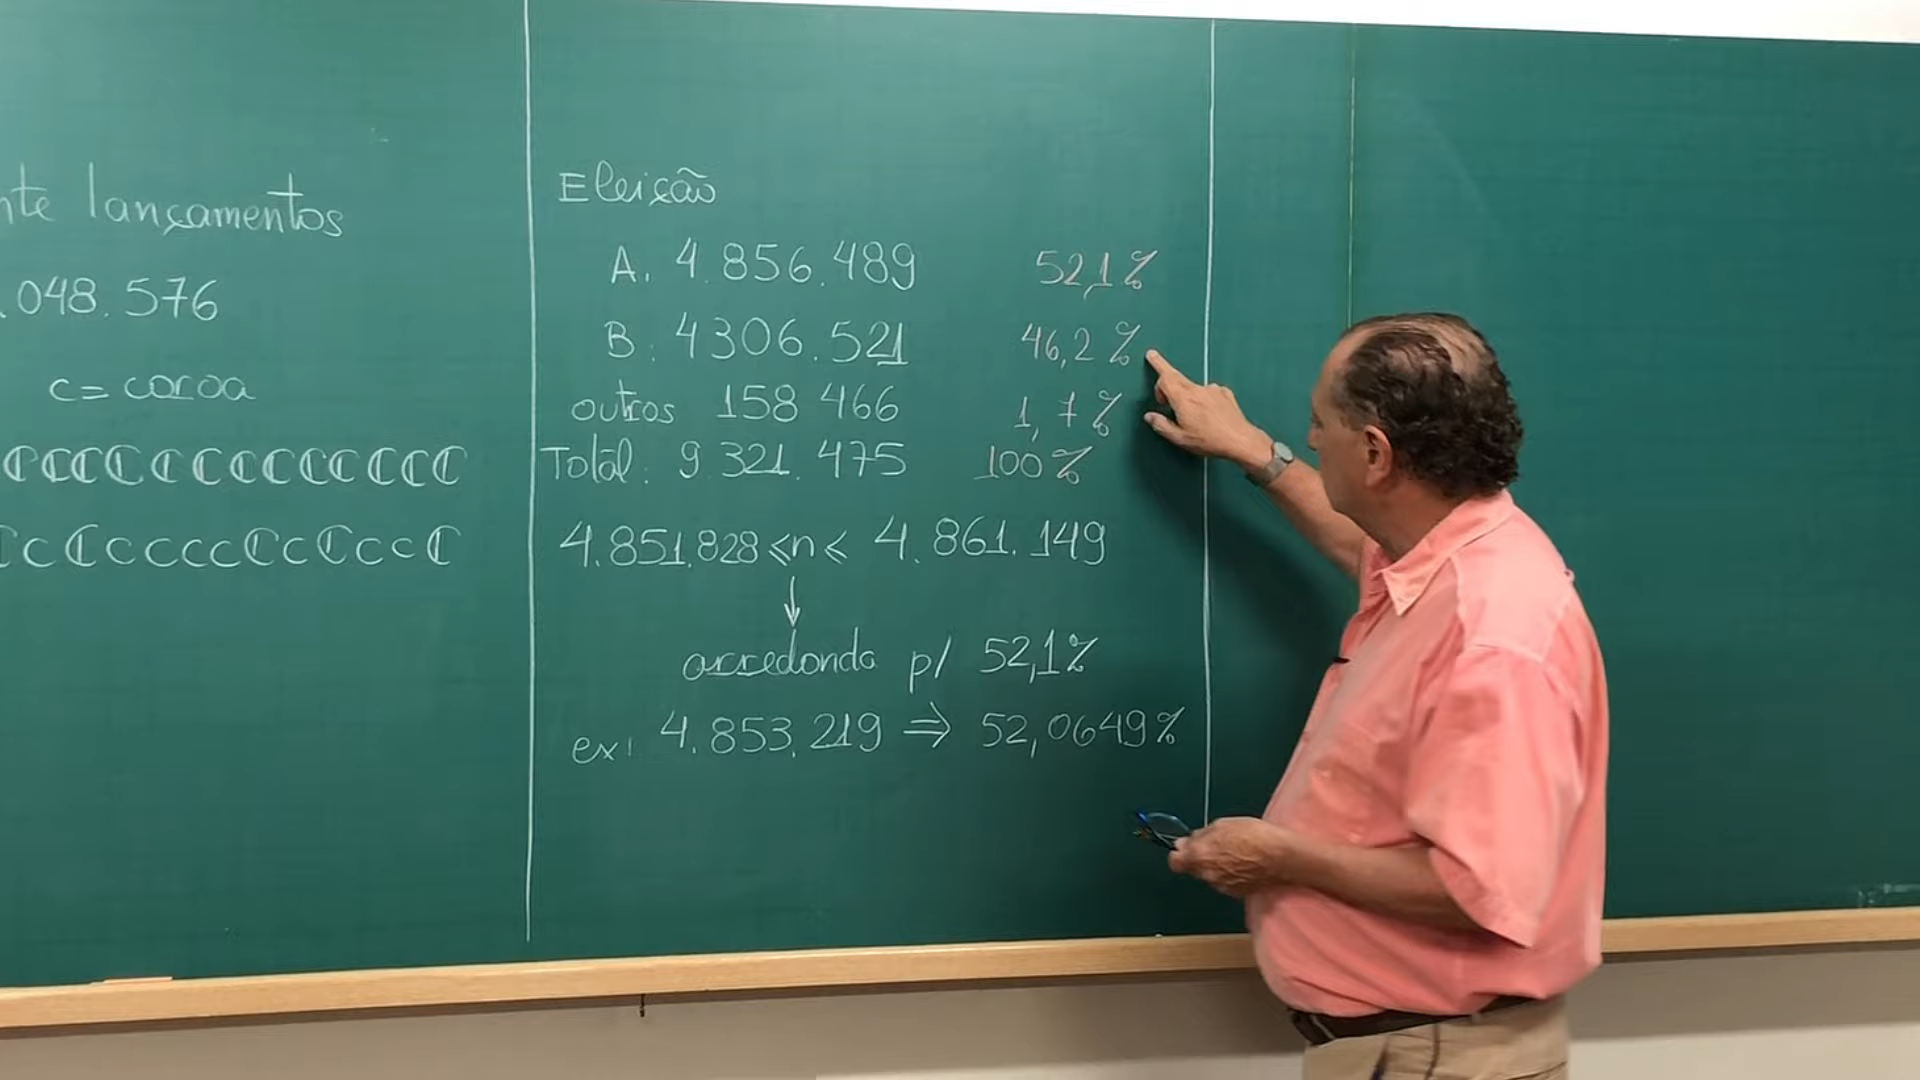 nte lançamentos
.048.576
c = coroa
CCCCCCCCCCCCC
CcCccccCcCccC
Eleição
A. 4.856.489 52,1%
B. 4306.521 46,2%
outros 158 466 1,7%
Total: 9 321.475 100%
4.851.828 ≤ n ≤ 4.861.149
↓
arredonda p/ 52,1%
ex: 4.853.219 ⇒ 52,0649%